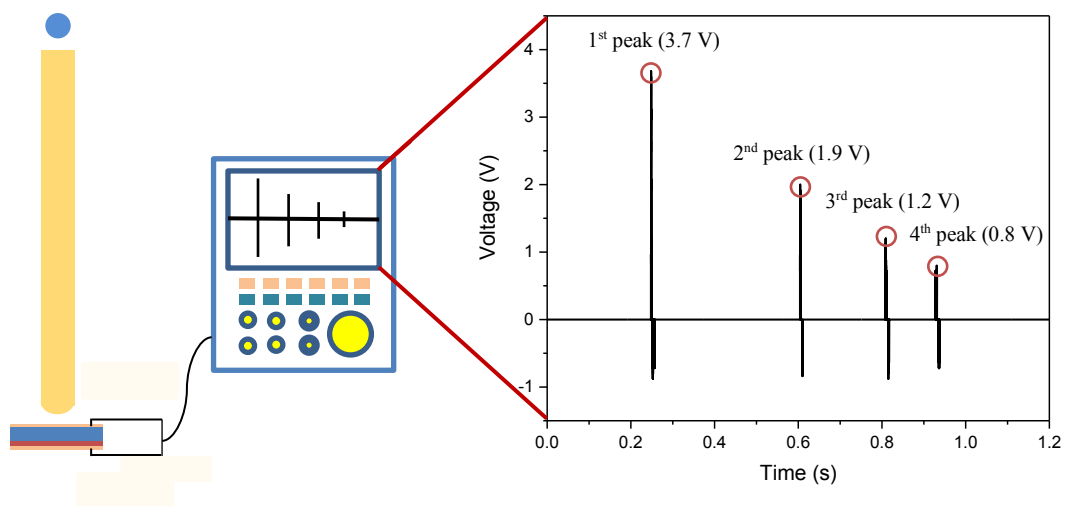 1st peak (3.7 V)
2nd peak (1.9 V)
3rd peak (1.2 V)
4th peak (0.8 V)
Voltage (V)
4
3
2
1
0
-1
0.0 0.2 0.4 0.6 0.8 1.0 1.2
Time (s)